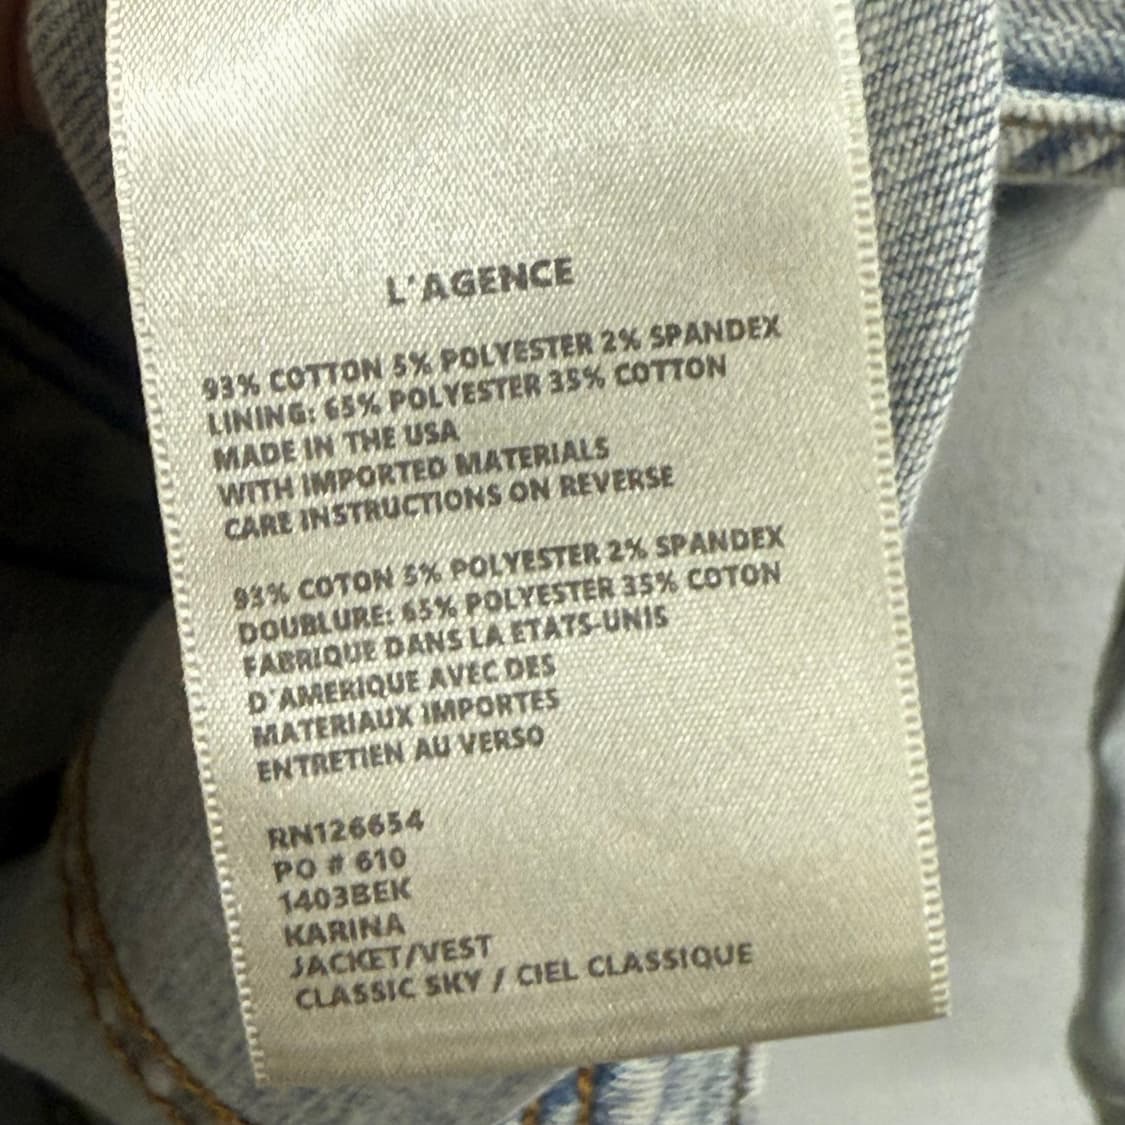 L'AGENCE
93% COTTON 5% POLYESTER 2% SPANDEX
LINING: 65% POLYESTER 35% COTTON
MADE IN THE USA
WITH IMPORTED MATERIALS
CARE INSTRUCTIONS ON REVERSE
93% COTON 5% POLYESTER 2% SPANDEX
DOUBLURE: 65% POLYESTER 35% COTON
FABRIQUE DANS LA ETATS-UNIS
D'AMERIQUE AVEC DES
MATERIAUX IMPORTES
ENTRETIEN AU VERSO
RN126654
PO # 610
1403BEK
KARINA
JACKET/VEST
CLASSIC SKY / CIEL CLASSIQUE